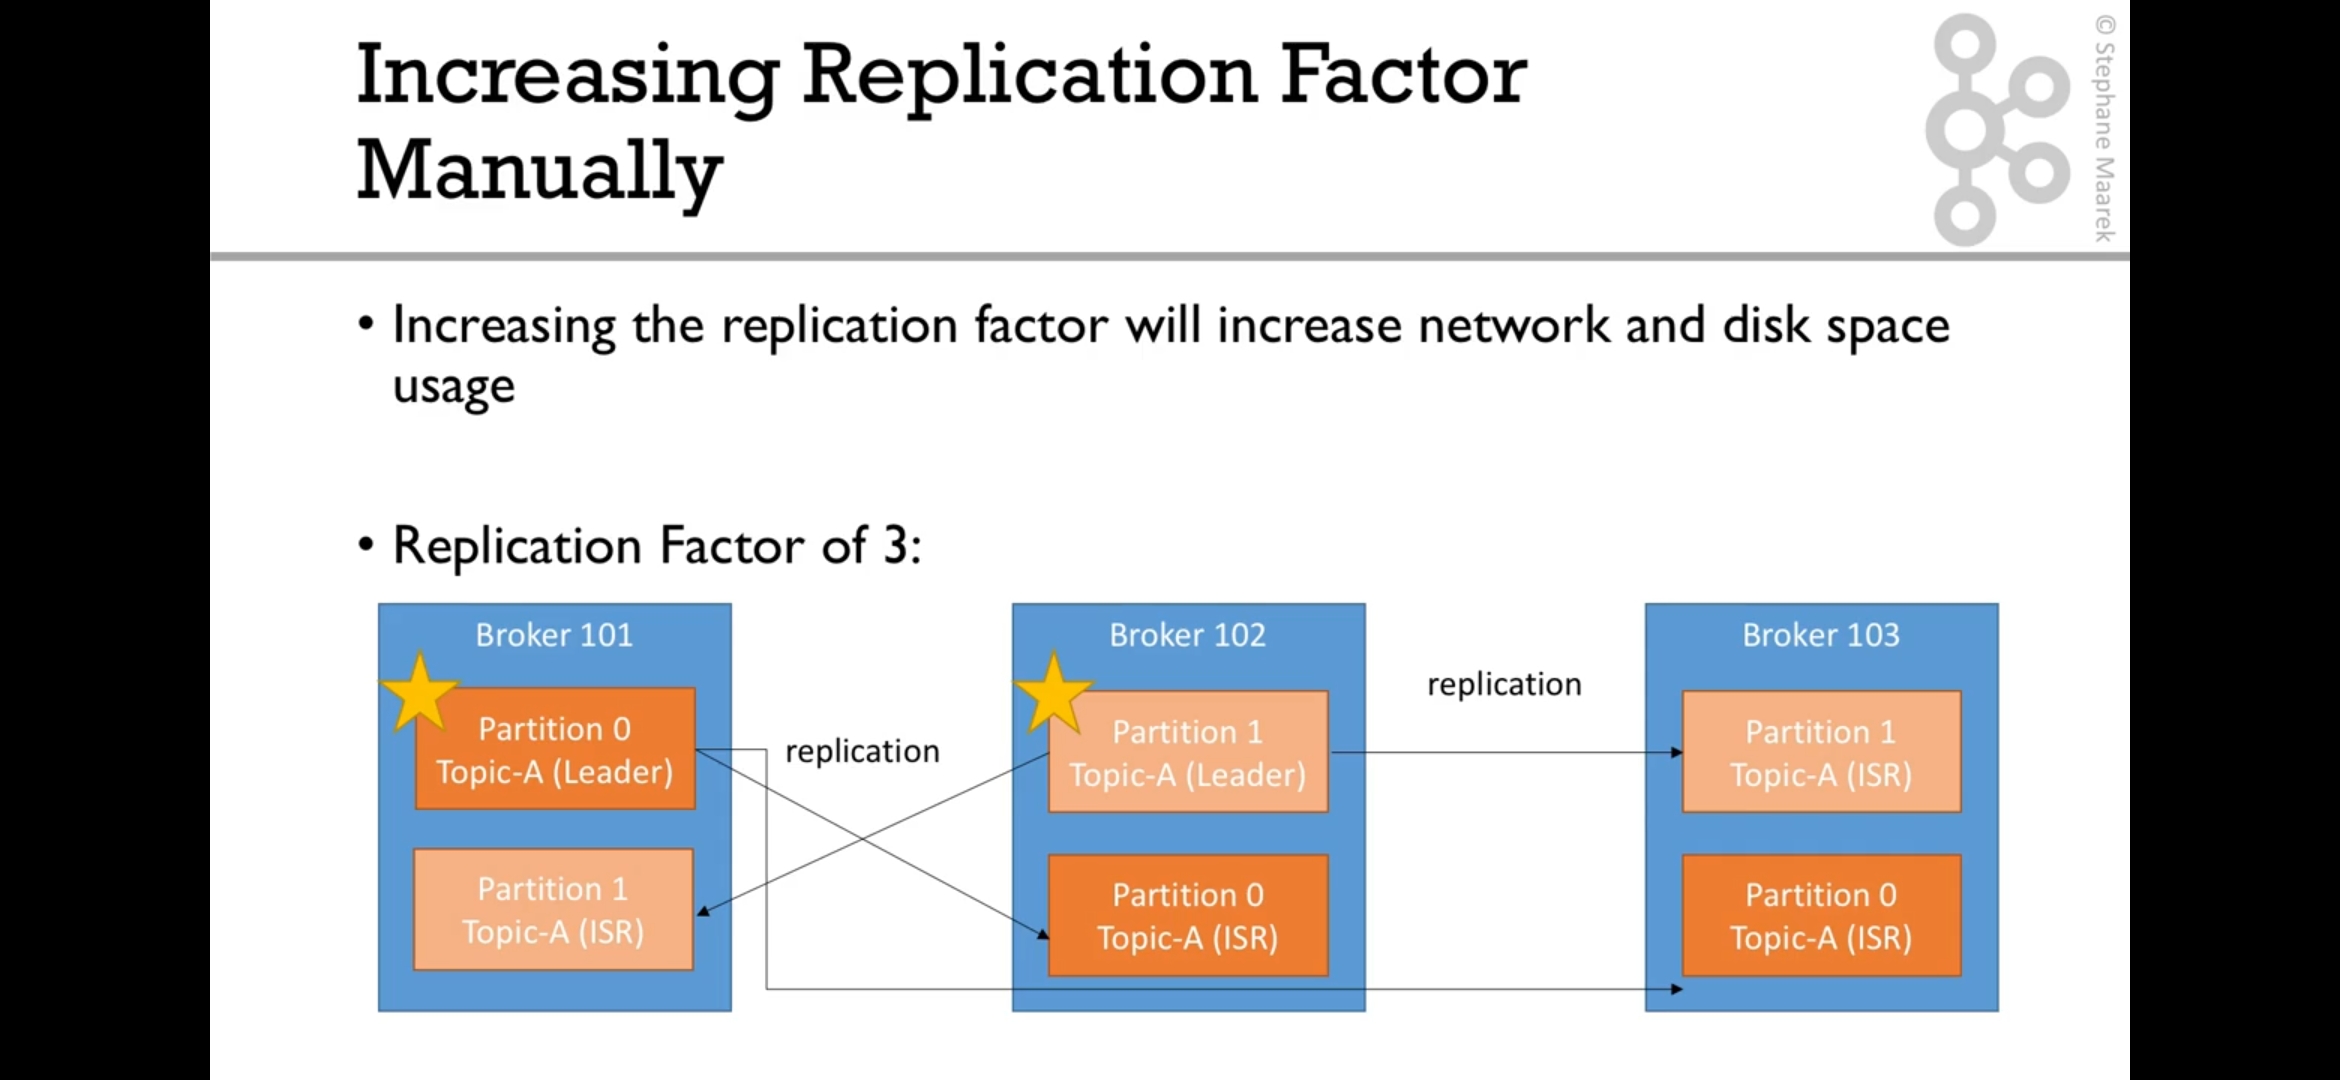 Increasing Replication Factor
Manually
© Stephane Maarek
• Increasing the replication factor will increase network and disk space
usage
• Replication Factor of 3:
Broker 101
Partition 0
Topic-A (Leader)
Partition 1
Topic-A (ISR)
replication
Broker 102
Partition 1
Topic-A (Leader)
Partition 0
Topic-A (ISR)
replication
Broker 103
Partition 1
Topic-A (ISR)
Partition 0
Topic-A (ISR)